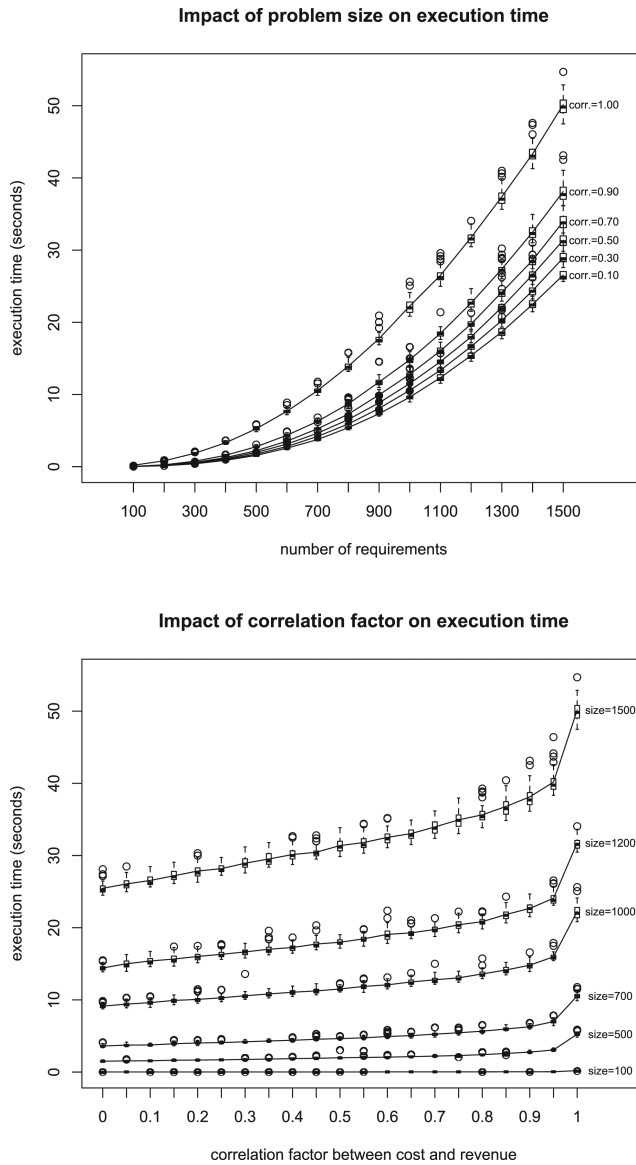 Impact of problem size on execution time
execution time (seconds)
50
40
30
20
10
0
corr.=1.00
corr.=0.90
corr.=0.70
corr.=0.50
corr.=0.30
corr.=0.10
100 300 500 700 900 1100 1300 1500
number of requirements
Impact of correlation factor on execution time
execution time (seconds)
50
40
30
20
10
0
size=1500
size=1200
size=1000
size=700
size=500
size=100
0 0.1 0.2 0.3 0.4 0.5 0.6 0.7 0.8 0.9 1
correlation factor between cost and revenue